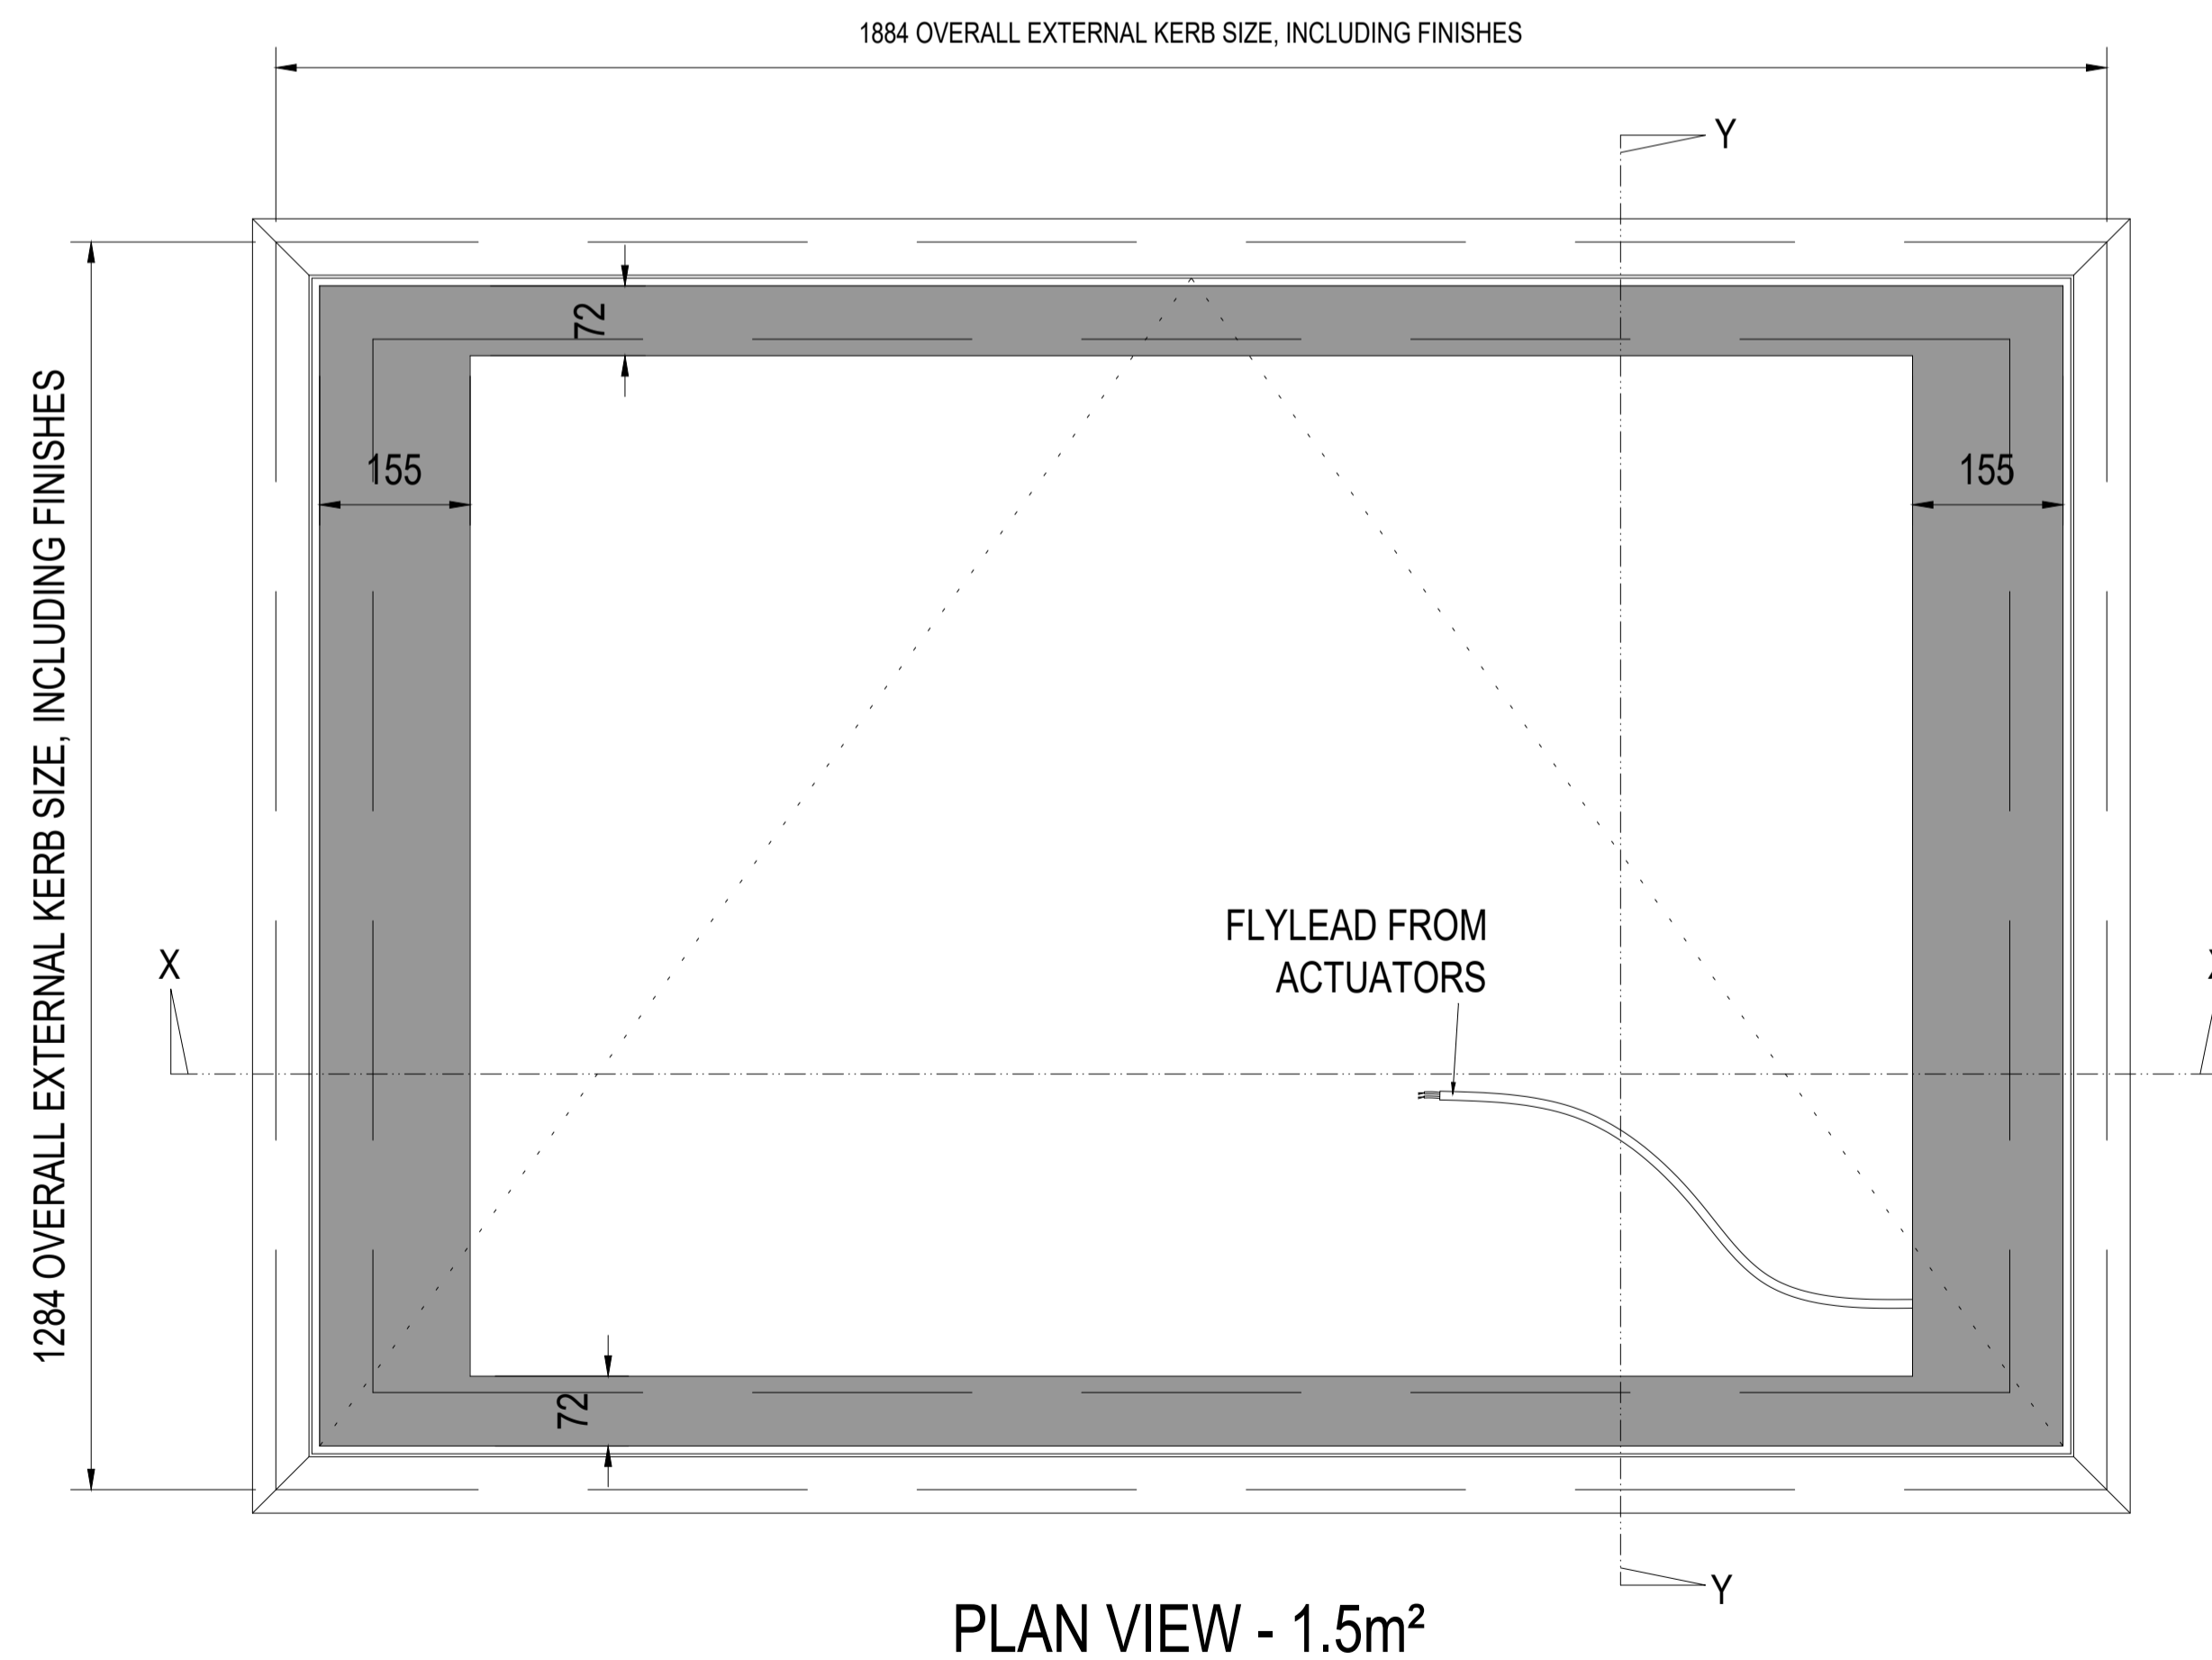 1884 OVERALL EXTERNAL KERB SIZE, INCLUDING FINISHES
Y
72
1284 OVERALL EXTERNAL KERB SIZE, INCLUDING FINISHES
155
155
FLYLEAD FROM
ACTUATORS
X
72
Y
PLAN VIEW - 1.5m²